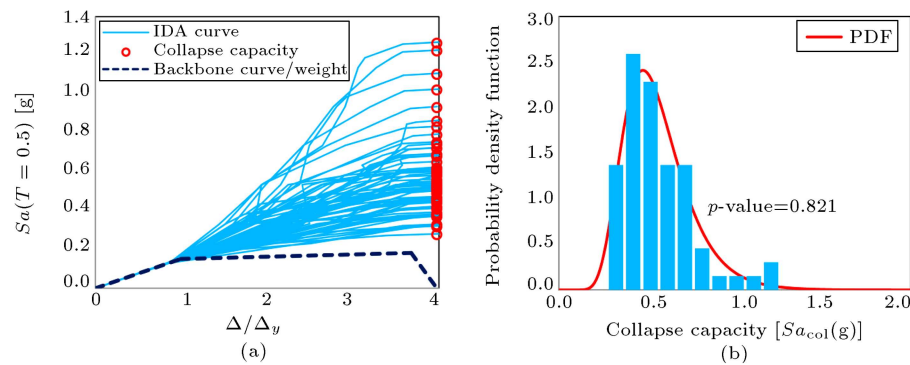 1.4
1.2
1.0
0.8
0.6
0.4
0.2
0.0
Sa(T = 0.5) [g]
IDA curve
Collapse capacity
Backbone curve/weight
0 1 2 3 4
Δ/Δy
(a)
3.0
2.5
2.0
1.5
1.0
0.5
0.0
Probability density function
PDF
p-value=0.821
0.0 0.5 1.0 1.5 2.0
Collapse capacity [Sacol(g)]
(b)